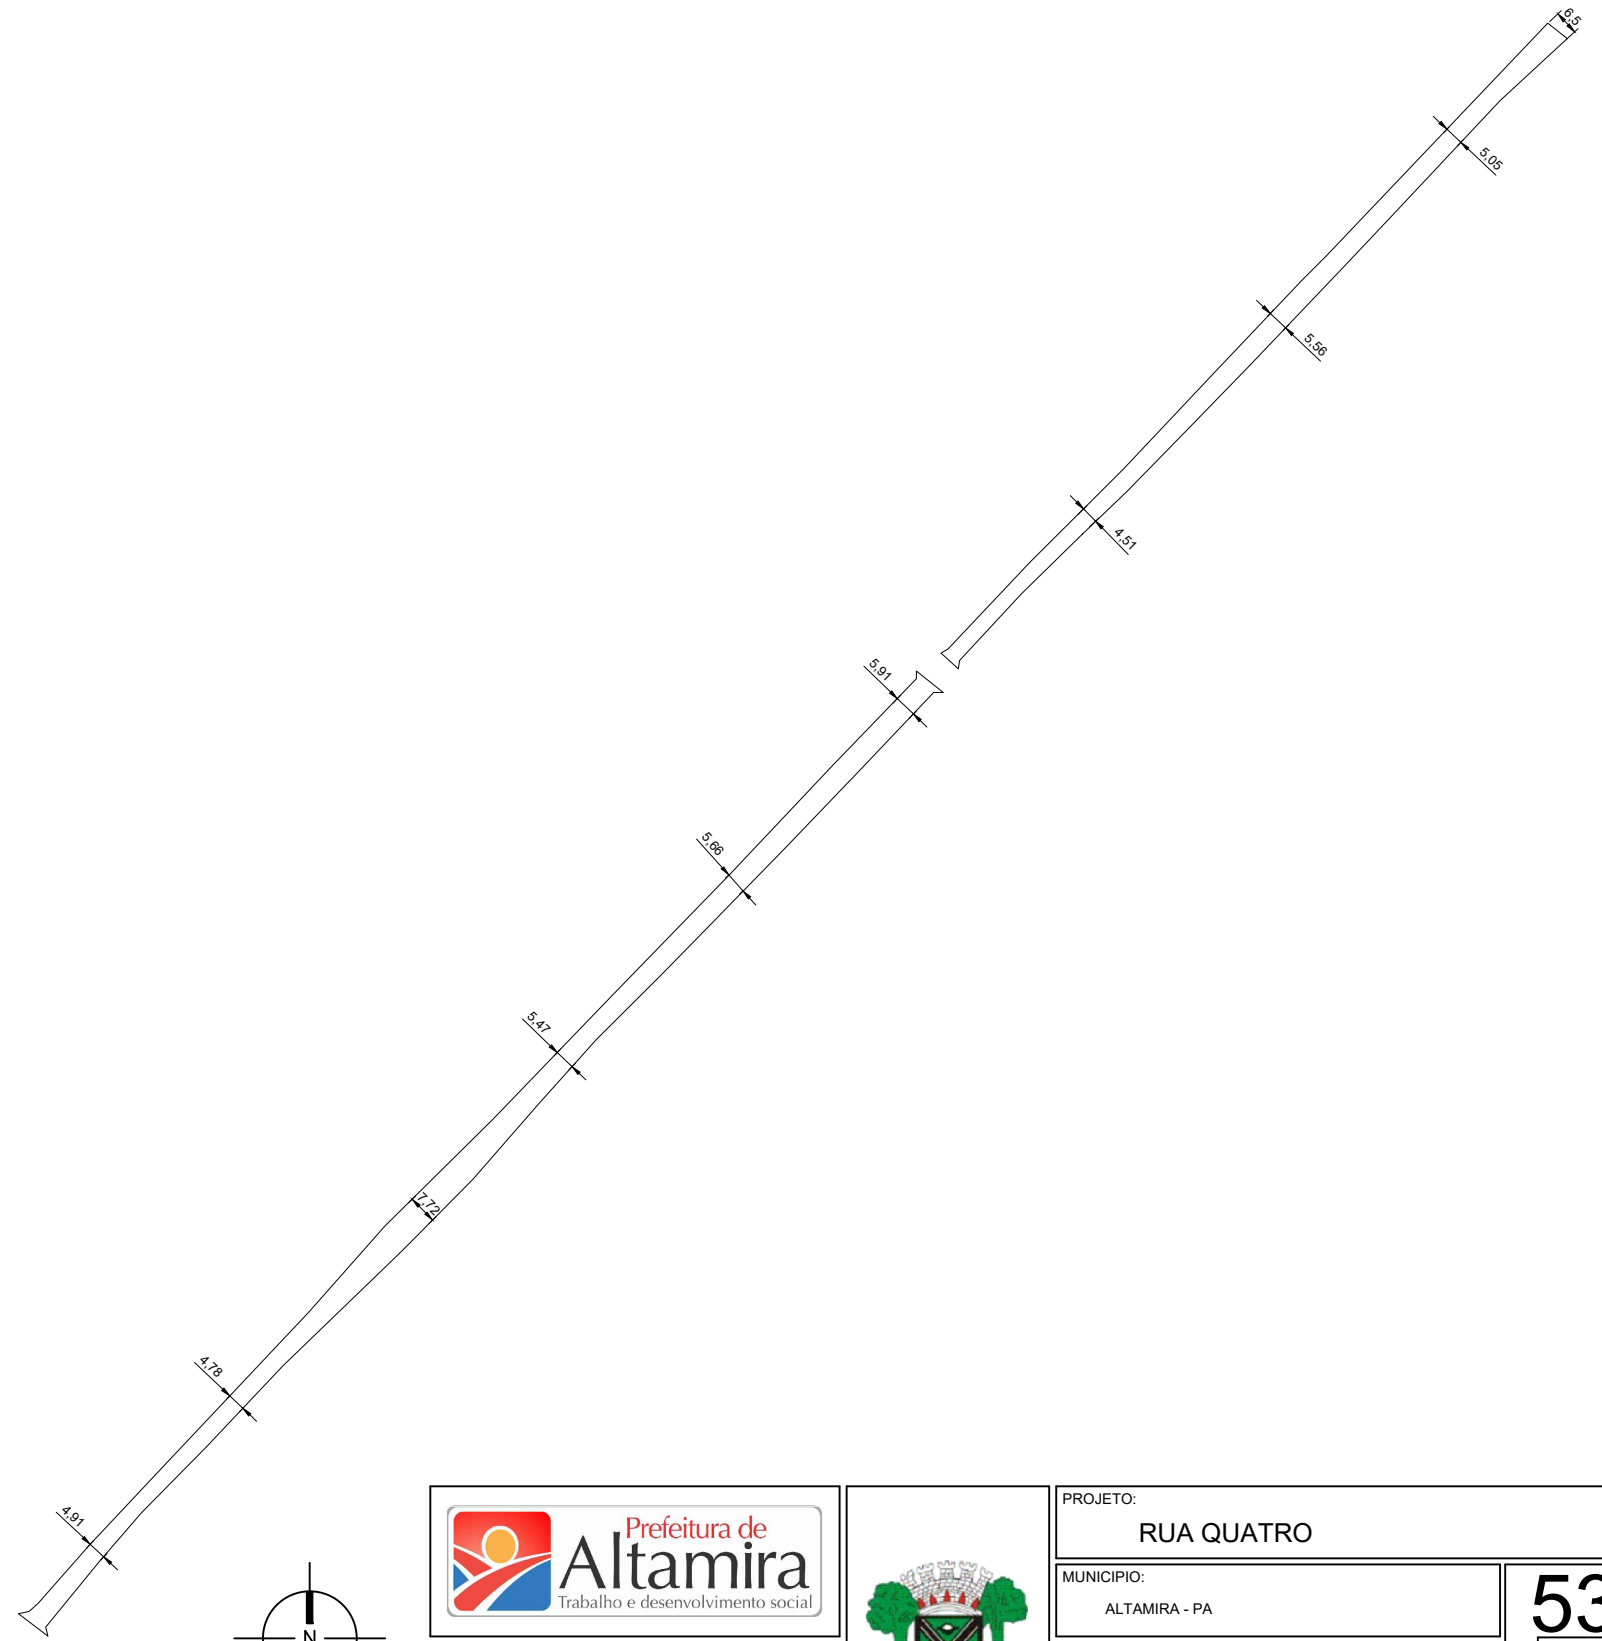 6,5
5,05
5,56
4,51
5,91
5,66
5,47
7,72
4,78
4,91
N
Prefeitura de
Altamira
Trabalho e desenvolvimento social
PROJETO:
RUA QUATRO
MUNICIPIO:
ALTAMIRA - PA
53